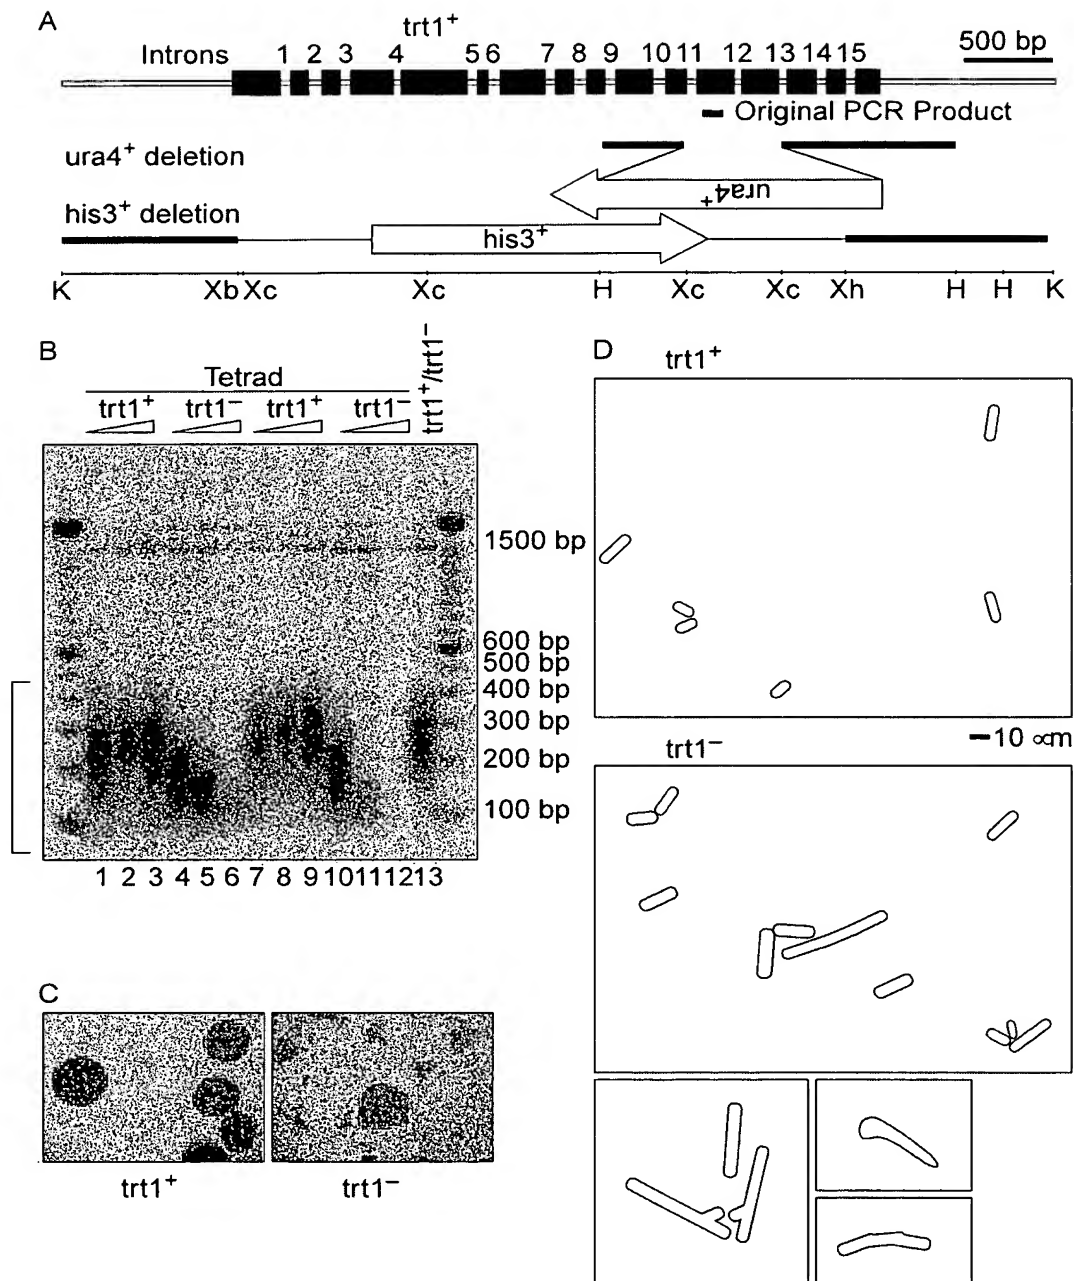 A
trt1+
Introns 1 2 3 4 5 6 7 8 9 10 11 12 13 14 15
500 bp
Original PCR Product
ura4+ deletion
ura4+
his3+ deletion
his3+
K Xb Xc Xc H Xc Xc Xh H H K
B
Tetrad
trt1+ trt1− trt1+ trt1−
trt1+/trt1−
1500 bp
600 bp
500 bp
400 bp
300 bp
200 bp
100 bp
1 2 3 4 5 6 7 8 9 10 11 12 13
C
trt1+
trt1−
D
trt1+
10 ∝m
trt1−